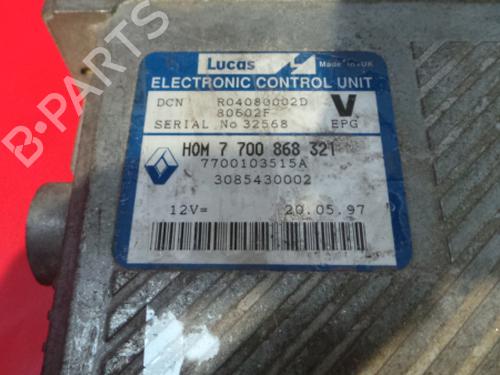 Lucas
Made in UK
ELECTRONIC CONTROL UNIT
DCN R04080002D V
80602F
SERIAL No 32568 EPG
HOM 7 700 868 321
7700103515A
3085430002
12V= 20.05.97
B-PARTS